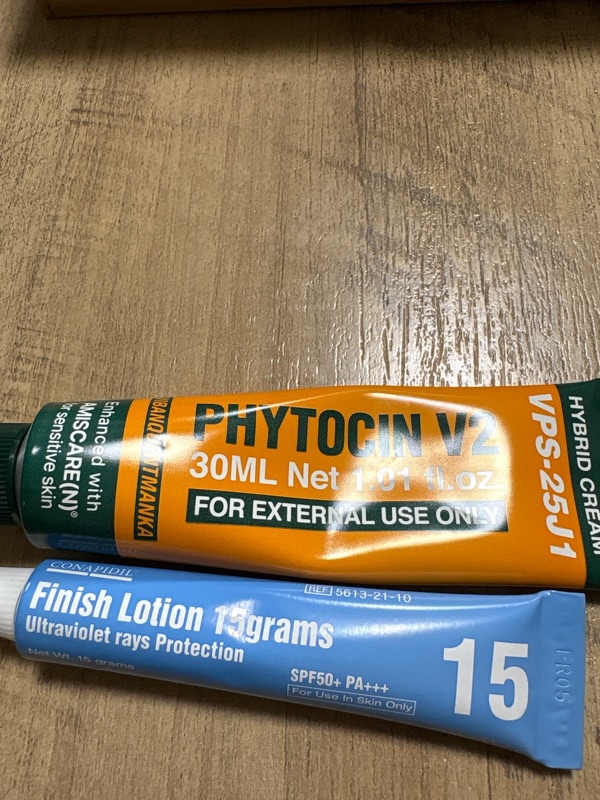 Enhanced with
AMISCARE(N)®
for sensitive skin
PHYTOCIN V2
30ML Net 1.01 fl.oz
FOR EXTERNAL USE ONLY
VPS-25J1
HYBRID CREAM
CONAPIDIL
REF 5613-21-10
Finish Lotion 15grams
Ultraviolet rays Protection
Net Wt. 15 grams
SPF50+ PA+++
For Use In Skin Only
15